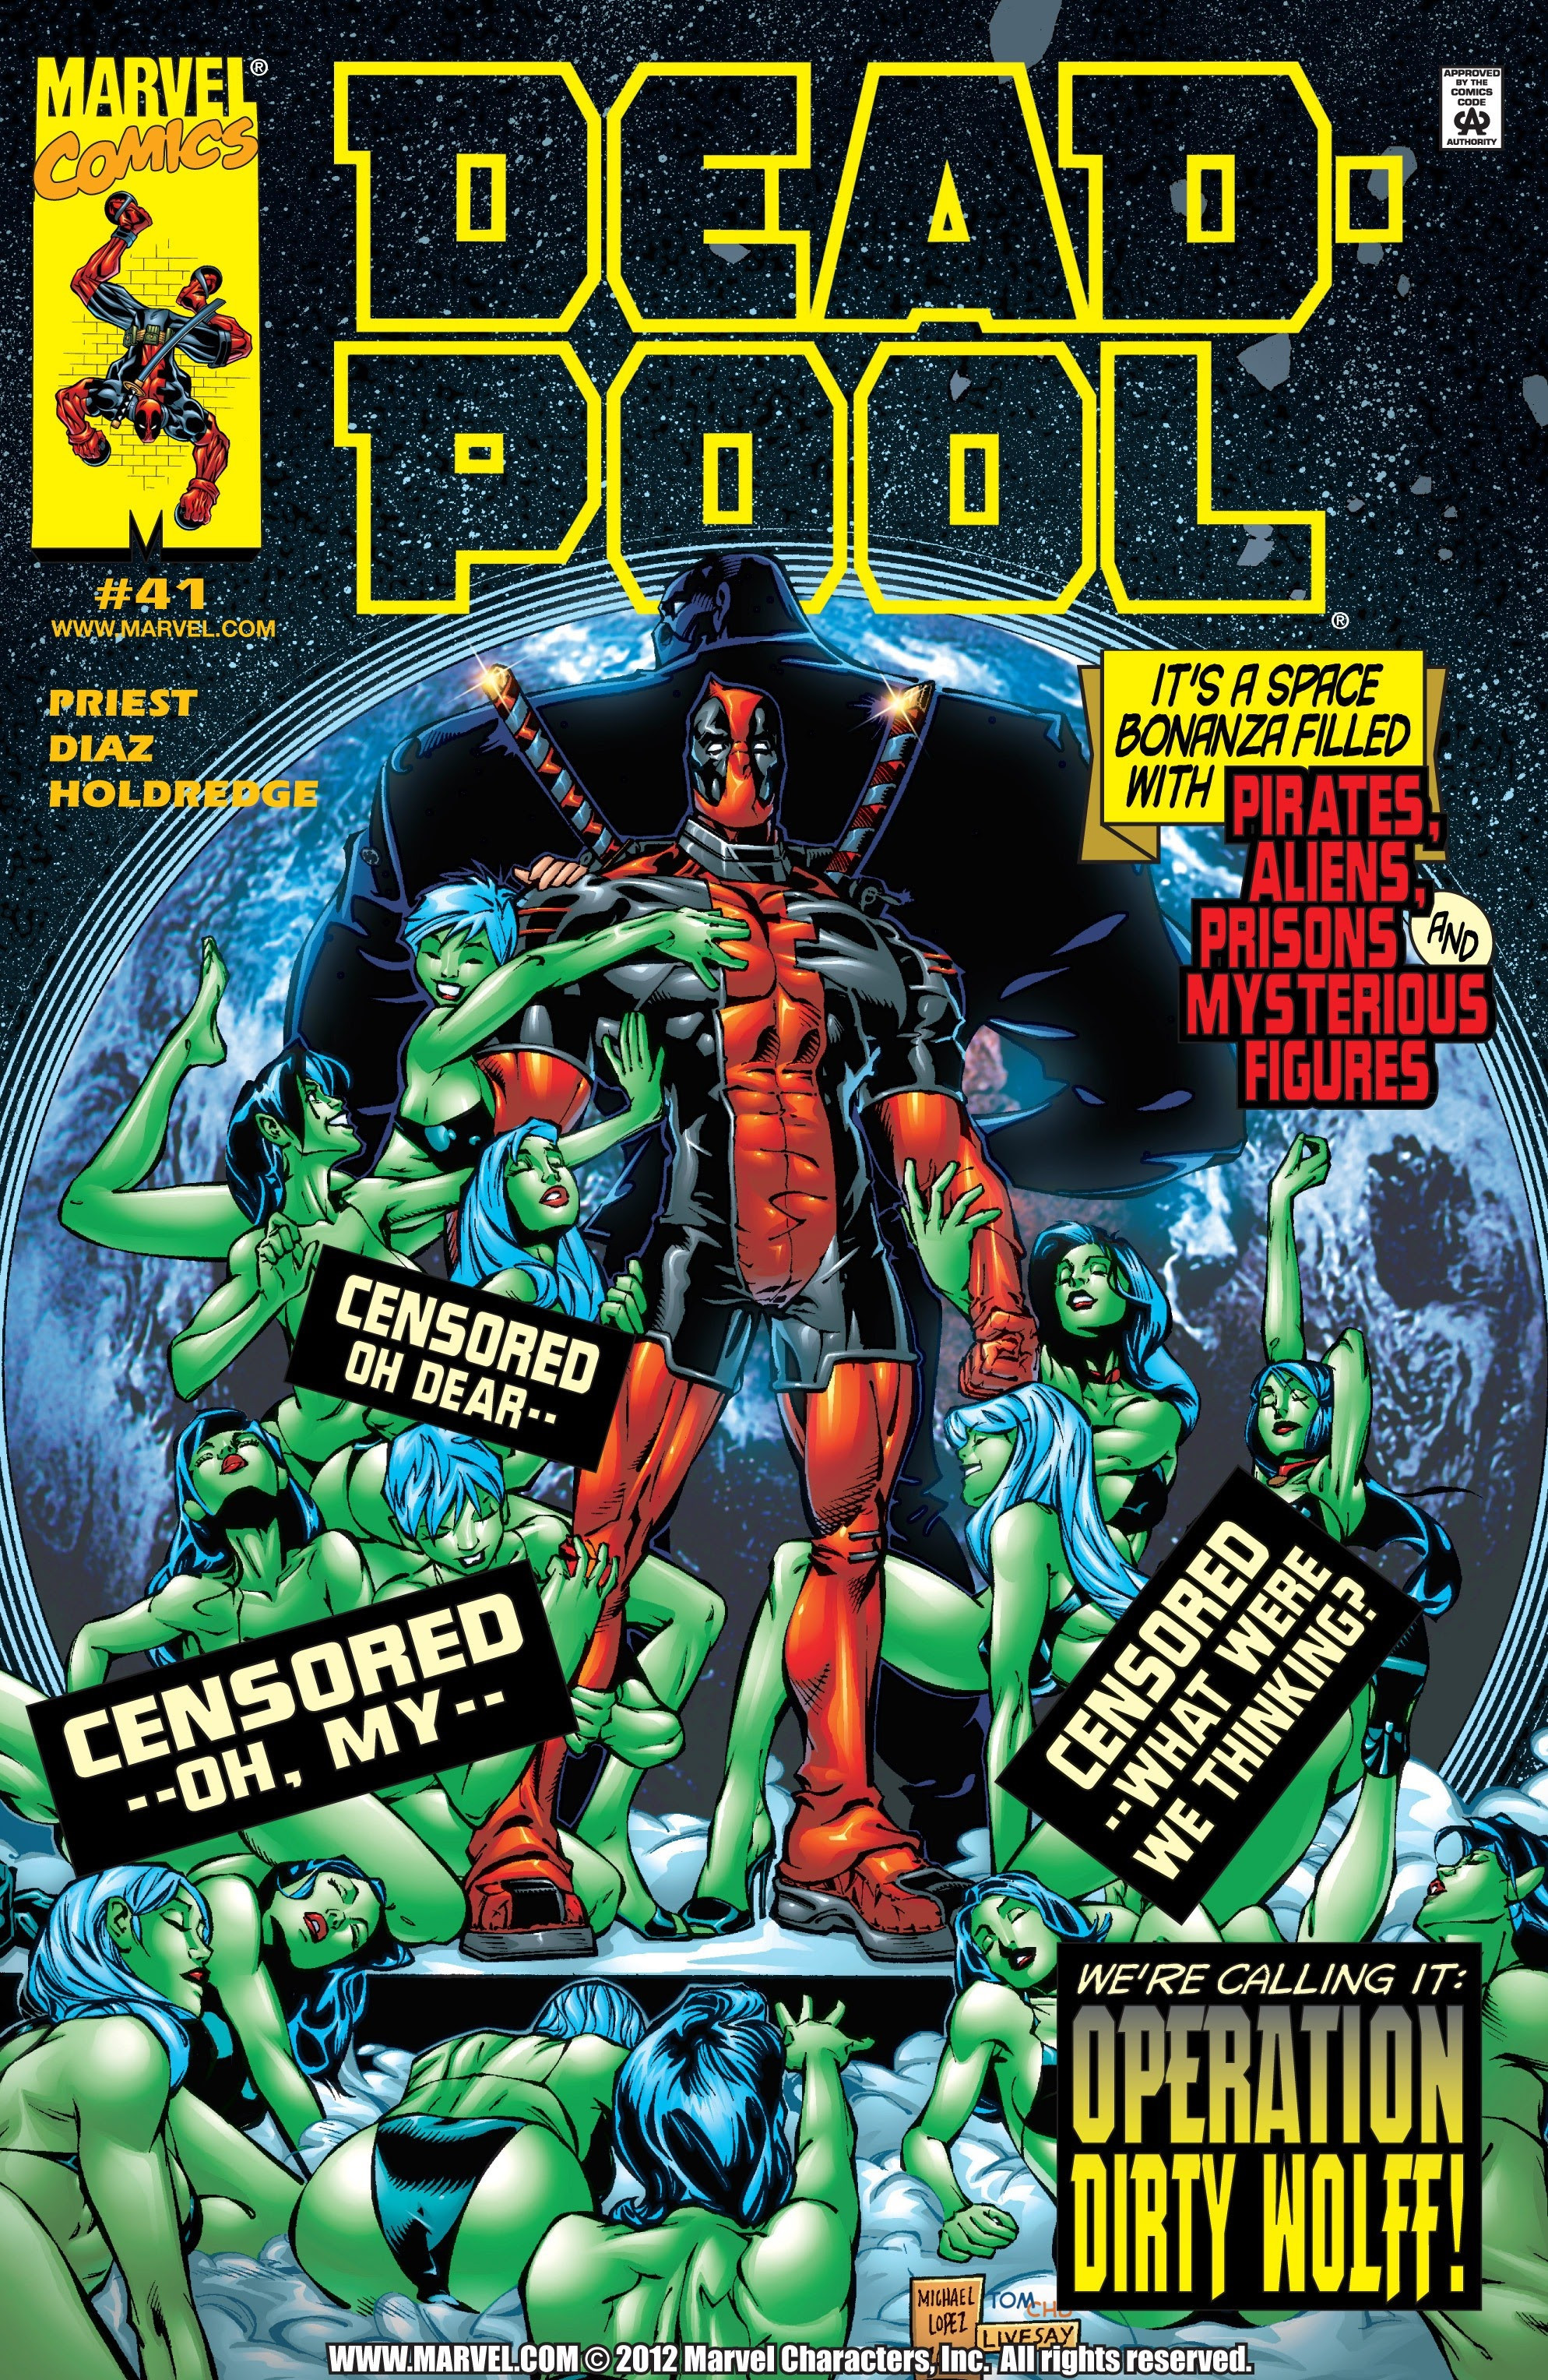 MARVEL®
COMICS
DEAD-
POOL®
APPROVED
BY THE
COMICS
CODE
CA
AUTHORITY
#41
WWW.MARVEL.COM
PRIEST
DIAZ
HOLDREDGE
IT'S A SPACE
BONANZA FILLED
WITH PIRATES,
ALIENS,
PRISONS AND
MYSTERIOUS
FIGURES
CENSORED
OH DEAR--
CENSORED
--OH, MY--
CENSORED
--WHAT WERE
WE THINKING?
WE'RE CALLING IT:
OPERATION
DIRTY WOLFF!
MICHAEL
LOPEZ
TOM
CHU
LIVESAY
WWW.MARVEL.COM © 2012 Marvel Characters, Inc. All rights reserved.